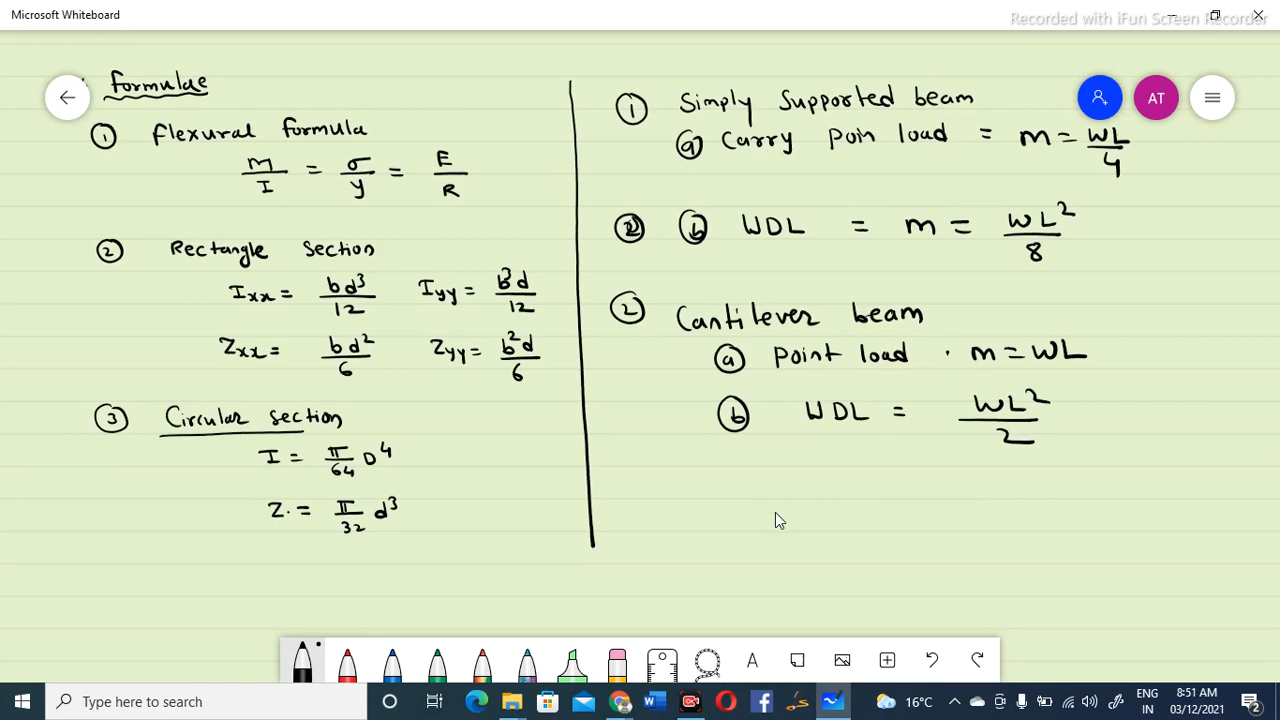 Microsoft Whiteboard
Recorded with iFun Screen Recorder
Formulae
① Flexural formula
M/I = σ/y = E/R
② Rectangle Section
Ixx = bd³/12 Iyy = b³d/12
Zxx = bd²/6 Zyy = b²d/6
③ Circular section
I = π/64 D⁴
Z = π/32 d³
① Simply Supported beam
ⓐ Carry Poin load = m = WL/4
ⓑ WDL = m = WL²/8
② Cantilever beam
ⓐ Point load . m = WL
ⓑ WDL = WL²/2
AT
Type here to search
16°C
ENG
IN
8:51 AM
03/12/2021
2